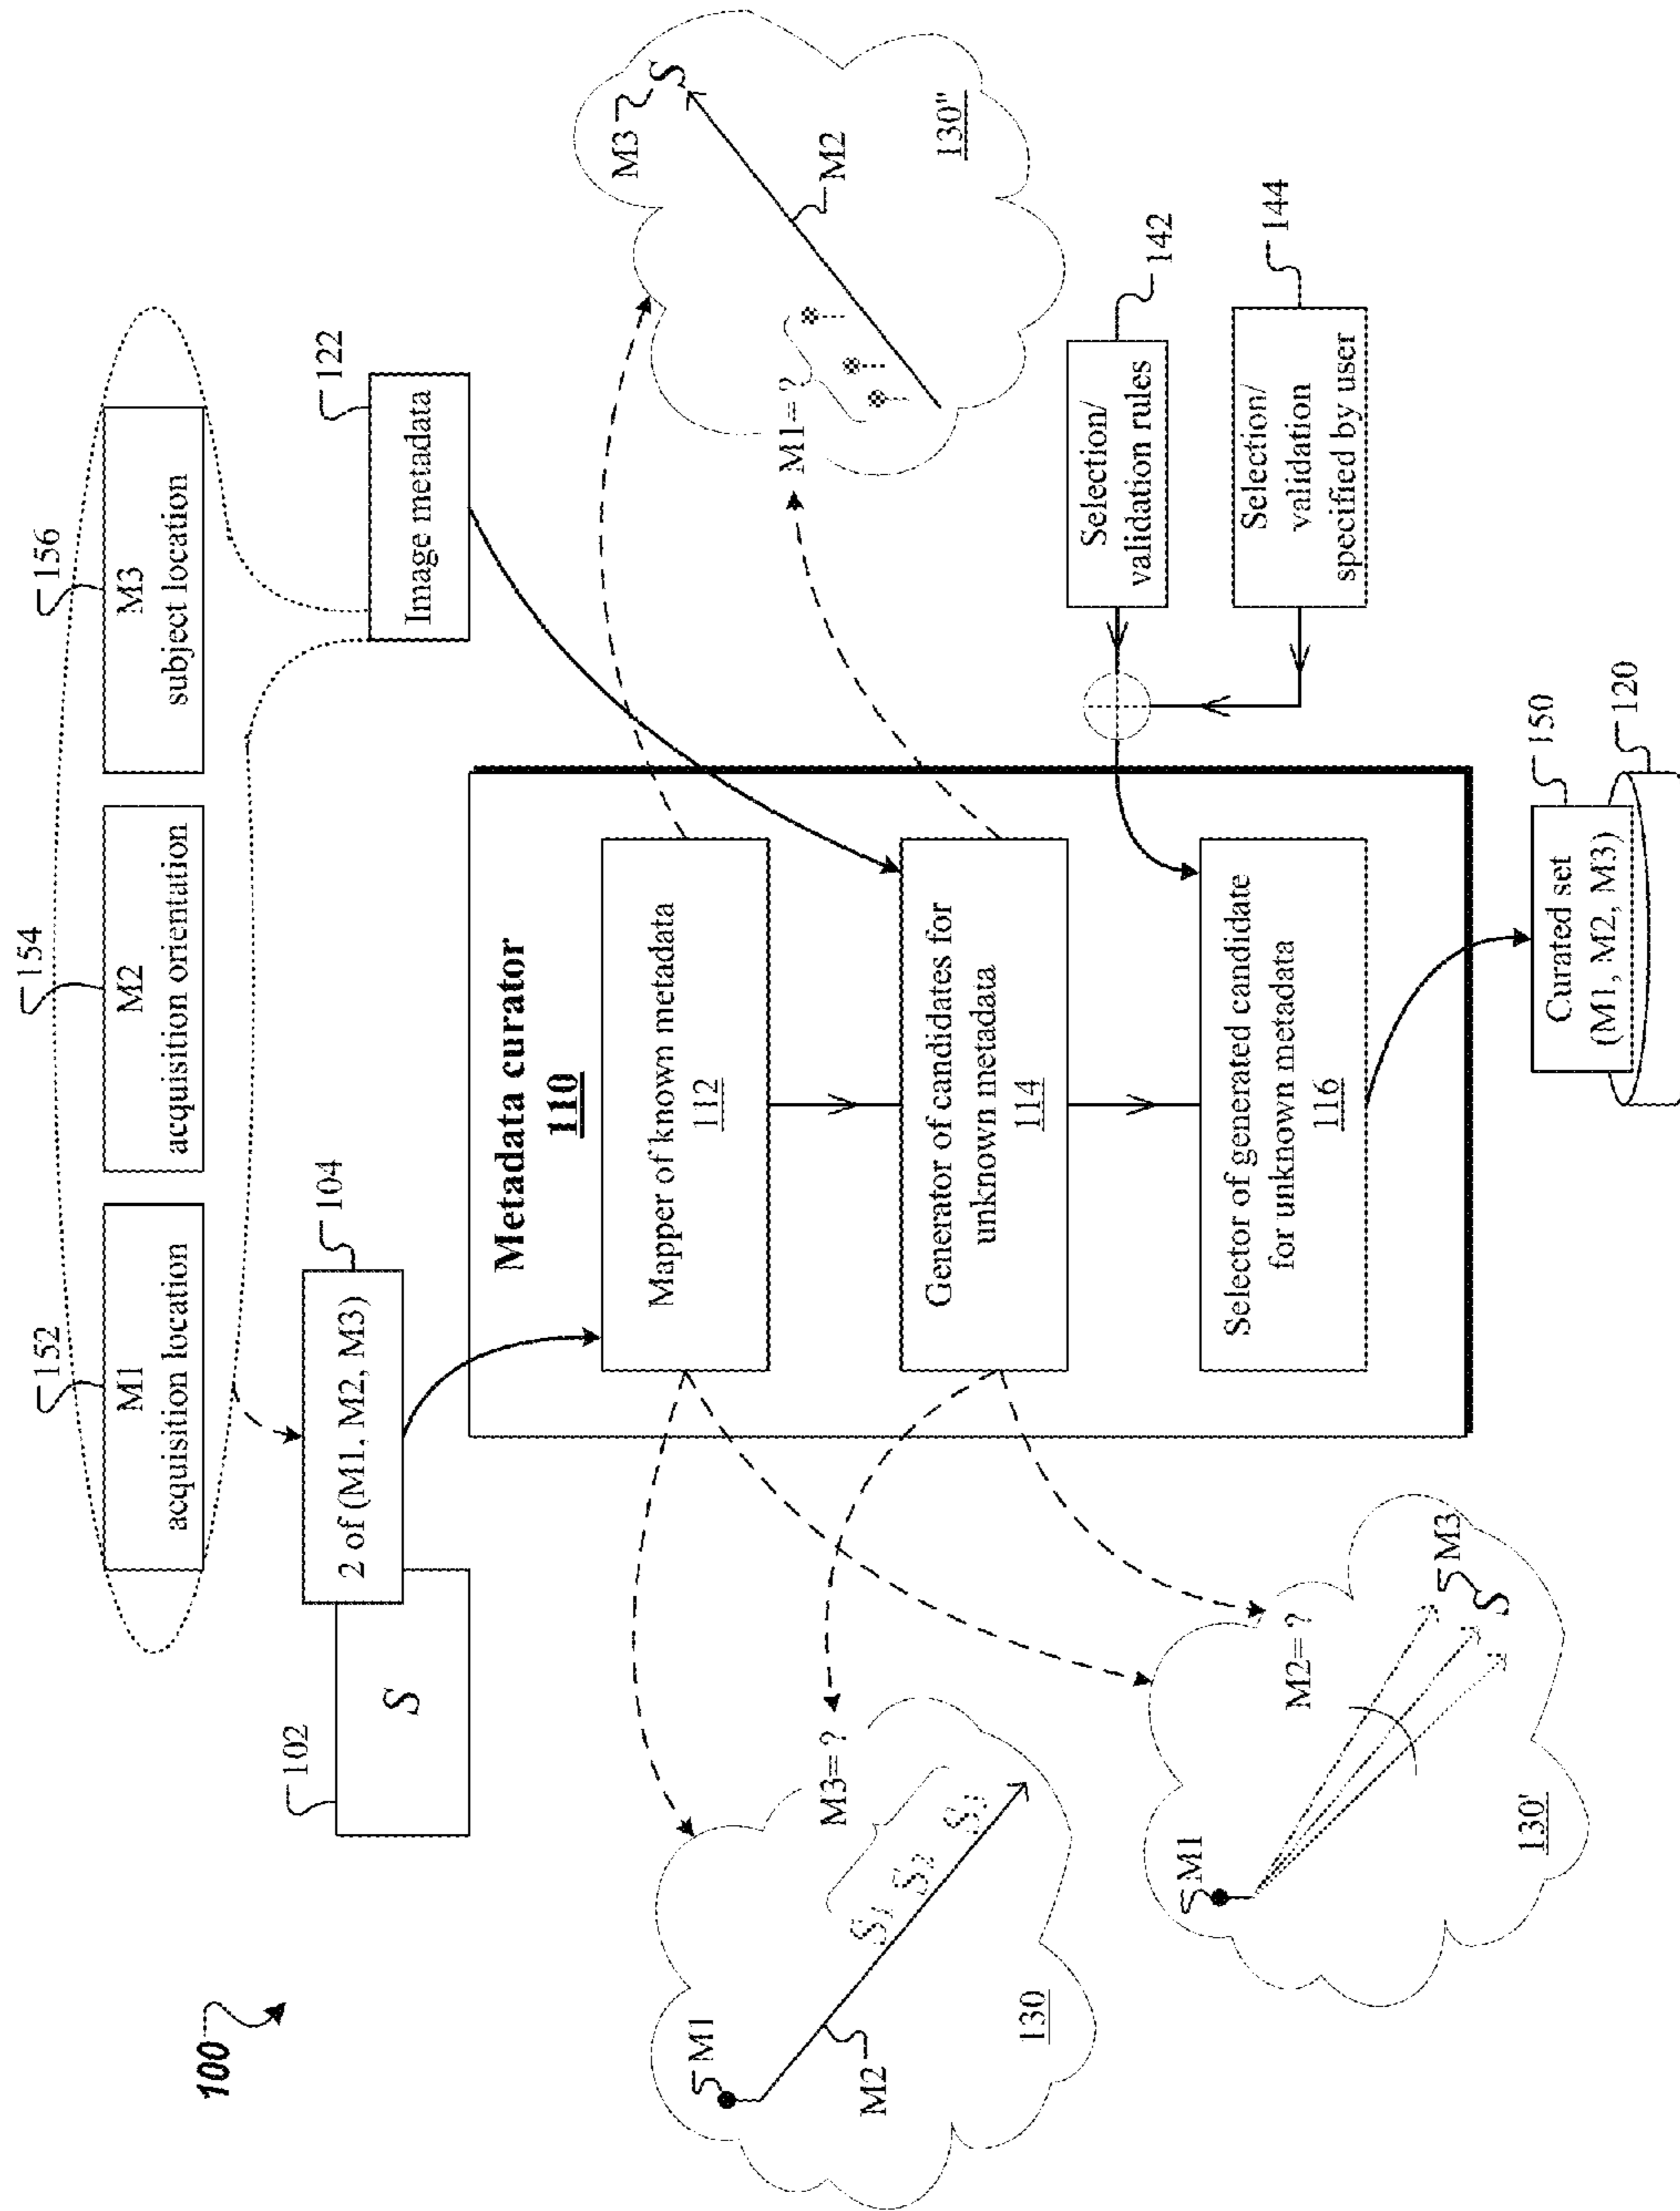 100
152
M1
acquisition location
154
M2
acquisition orientation
156
M3
subject location
102
S
104
2 of (M1, M2, M3)
122
Image metadata
Metadata curator
110
Mapper of known metadata
112
Generator of candidates for
unknown metadata
114
Selector of generated candidate
for unknown metadata
116
M1
M2
M3=?
S1
S2
S3
130
M1
M2=?
M3
S
130'
M3
S
M2
M1=?
130"
Selection/
validation rules
142
Selection/
validation
specified by user
144
Curated set
(M1, M2, M3)
150
120